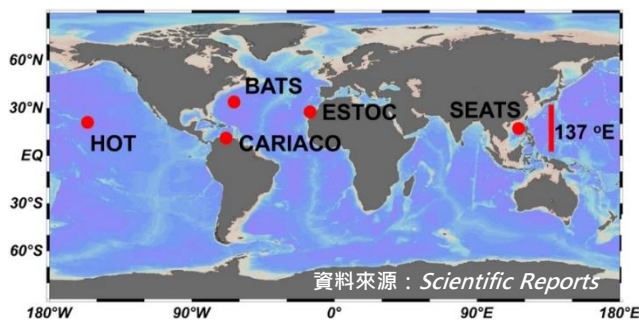 60°N
30°N
EQ
30°S
60°S
BATS
ESTOC
SEATS
HOT
CARIACO
137 °E
資料來源：Scientific Reports
180°W
90°W
0°
90°E
180°E